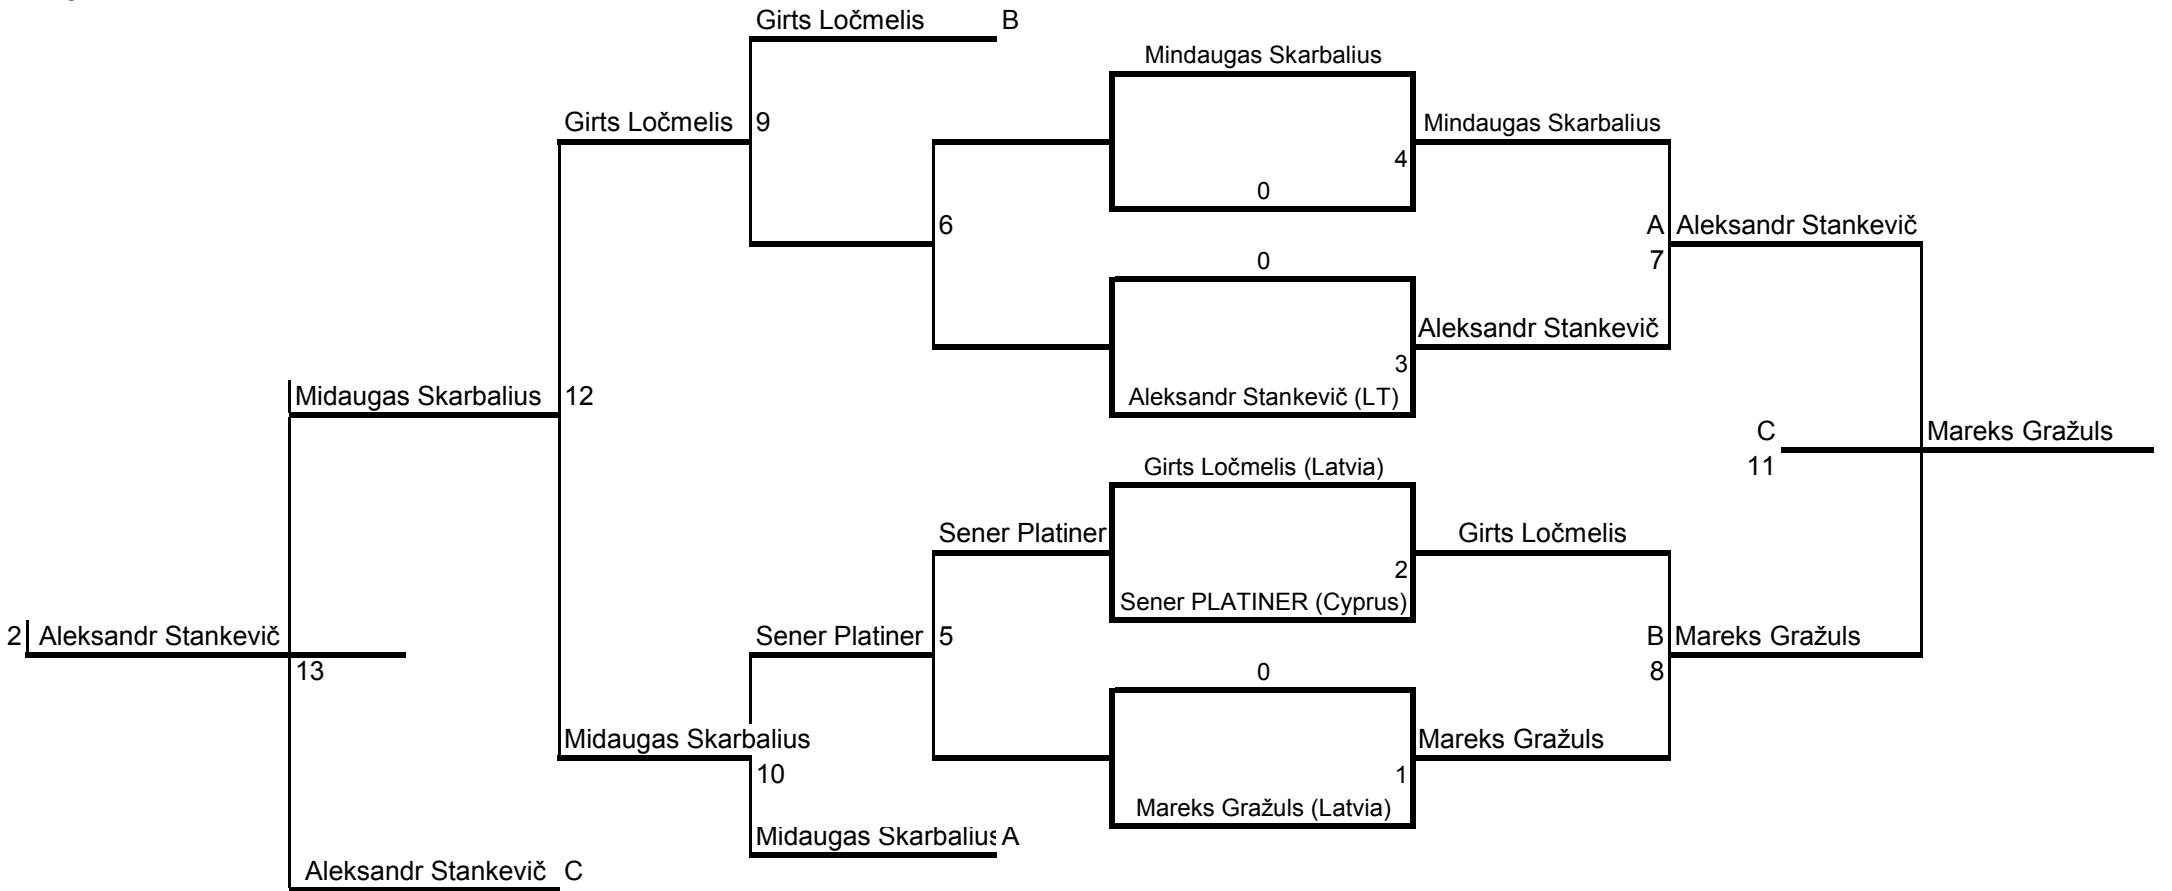 Girts Ločmelis B
Mindaugas Skarbalius
Girts Ločmelis 9 Mindaugas Skarbalius
4
0
6 A Aleksandr Stankevič
0 7
Aleksandr Stankevič
3
Midaugas Skarbalius 12 Aleksandr Stankevič (LT)
C Mareks Gražuls
Girts Ločmelis (Latvia) 11
Sener Platiner Girts Ločmelis
2
Sener PLATINER (Cyprus)
2 Aleksandr Stankevič Sener Platiner 5 B Mareks Gražuls
13 0 8
Midaugas Skarbalius Mareks Gražuls
10 1
Mareks Gražuls (Latvia)
Midaugas Skarbalius A
Aleksandr Stankevič C